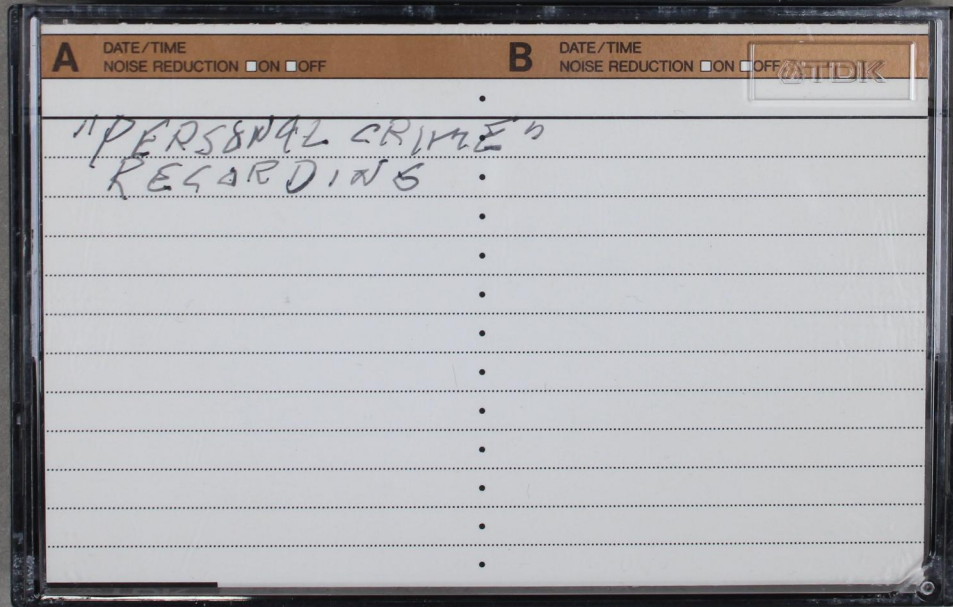 A DATE/TIME B DATE/TIME
NOISE REDUCTION ☐ON ☐OFF NOISE REDUCTION ☐ON ☐OFF
TDK
"PERSONAL CRIME"
REGARDING